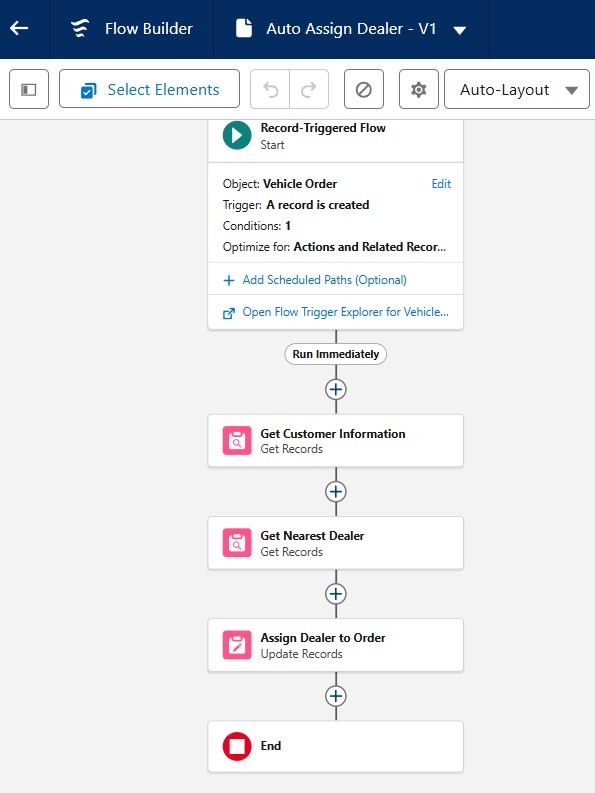 Flow Builder
Auto Assign Dealer - V1
Select Elements
Auto-Layout
Record-Triggered Flow
Start
Object: Vehicle Order
Edit
Trigger: A record is created
Conditions: 1
Optimize for: Actions and Related Recor...
Add Scheduled Paths (Optional)
Open Flow Trigger Explorer for Vehicle...
Run Immediately
Get Customer Information
Get Records
Get Nearest Dealer
Get Records
Assign Dealer to Order
Update Records
End